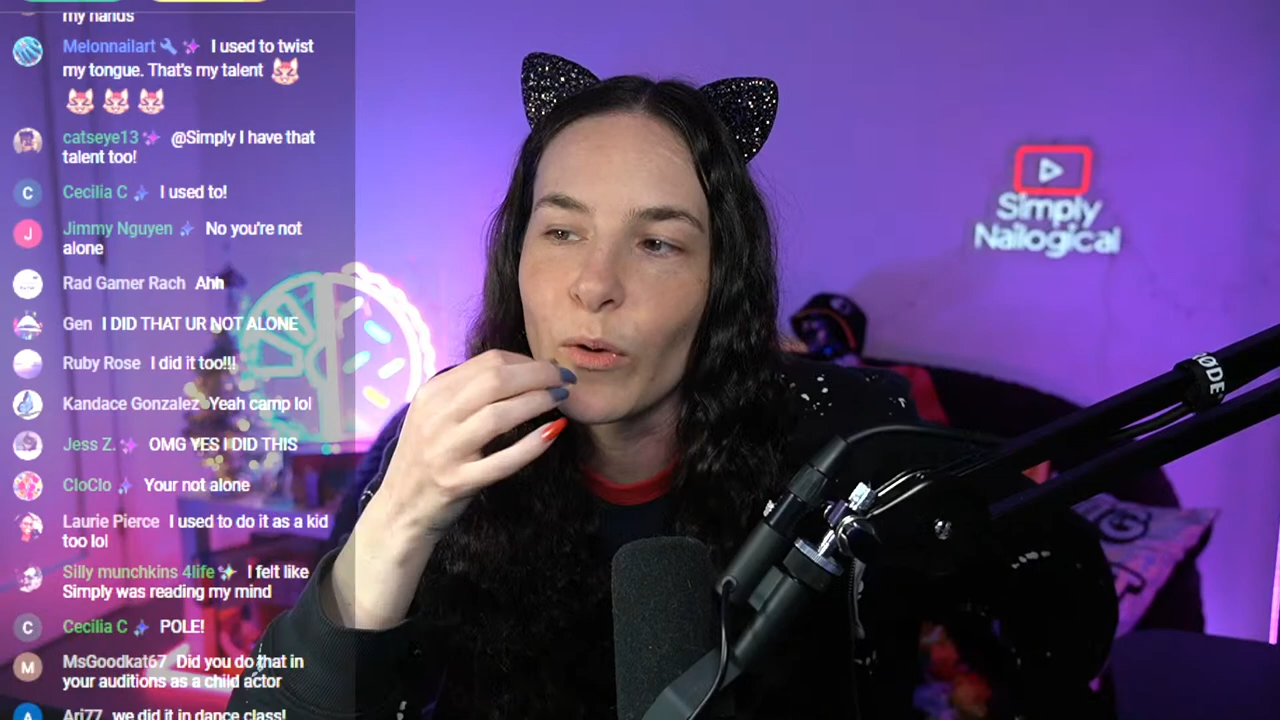 my hands
Melonnailart I used to twist
my tongue. That's my talent
catseye13 @Simply I have that
talent too!
C Cecilia C I used to!
J Jimmy Nguyen No you're not
alone
Rad Gamer Rach Ahh
Gen I DID THAT UR NOT ALONE
Ruby Rose I did it too!!!
Kandace Gonzalez Yeah camp lol
Jess Z. OMG YES I DID THIS
CloClo Your not alone
Laurie Pierce I used to do it as a kid
too lol
Silly munchkins 4life I felt like
Simply was reading my mind
C Cecilia C POLE!
M MsGoodkat67 Did you do that in
your auditions as a child actor
A Ari77 we did it in dance class!
Simply
Nailogical
RØDE